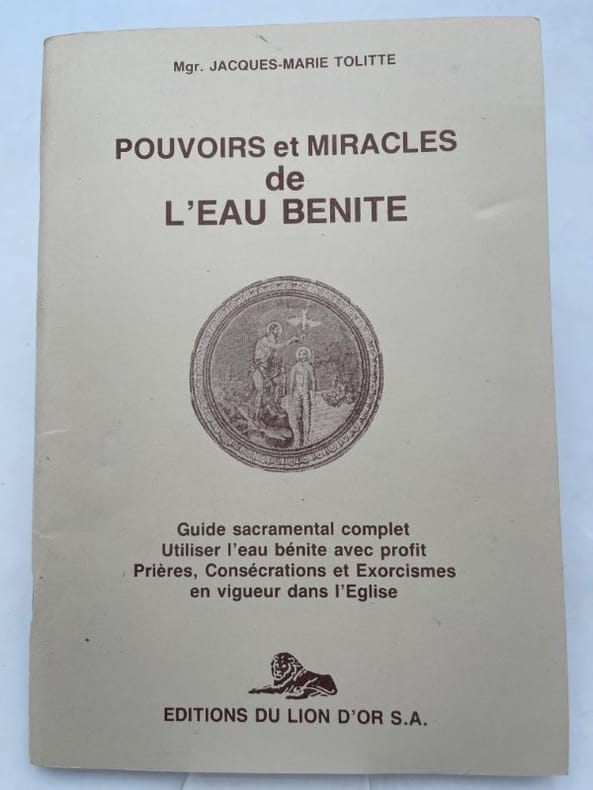 Mgr. JACQUES-MARIE TOLITTE
POUVOIRS et MIRACLES
de
L'EAU BENITE
Guide sacramental complet
Utiliser l'eau bénite avec profit
Prières, Consécrations et Exorcismes
en vigueur dans l'Eglise
EDITIONS DU LION D'OR S.A.